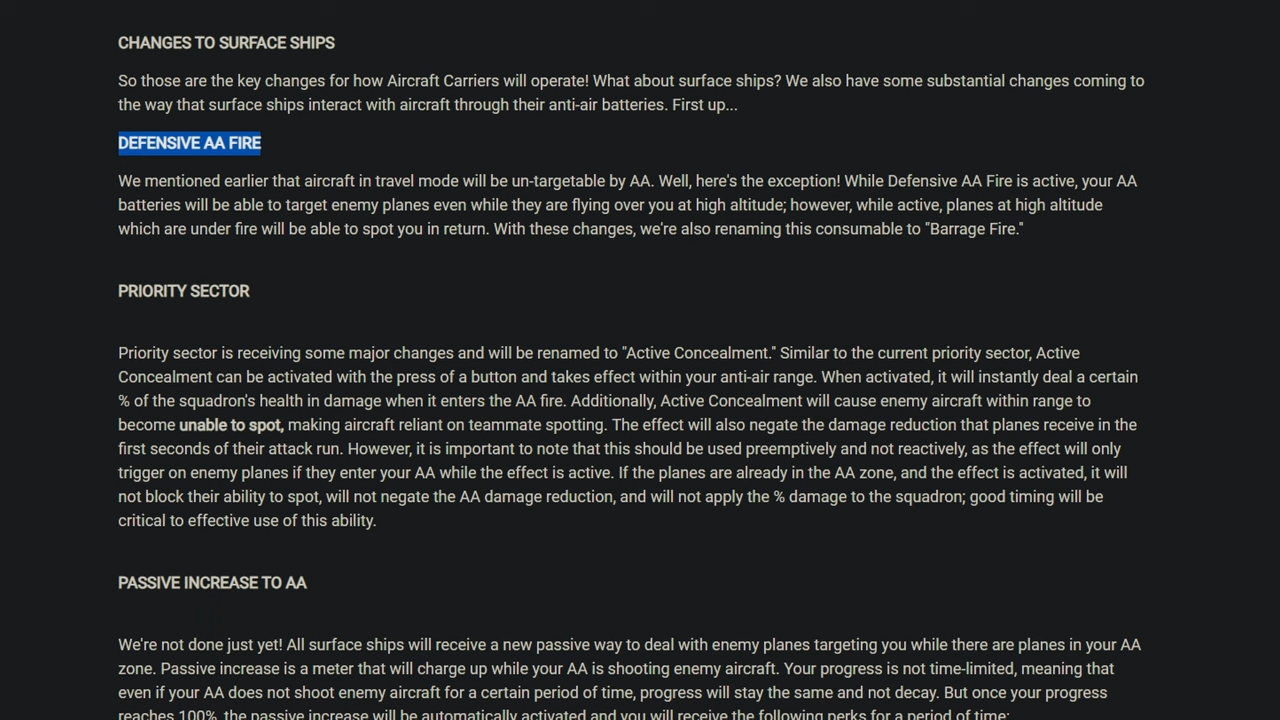 CHANGES TO SURFACE SHIPS
So those are the key changes for how Aircraft Carriers will operate! What about surface ships? We also have some substantial changes coming to
the way that surface ships interact with aircraft through their anti-air batteries. First up...
DEFENSIVE AA FIRE
We mentioned earlier that aircraft in travel mode will be un-targetable by AA. Well, here's the exception! While Defensive AA Fire is active, your AA
batteries will be able to target enemy planes even while they are flying over you at high altitude; however, while active, planes at high altitude
which are under fire will be able to spot you in return. With these changes, we're also renaming this consumable to "Barrage Fire."
PRIORITY SECTOR
Priority sector is receiving some major changes and will be renamed to "Active Concealment." Similar to the current priority sector, Active
Concealment can be activated with the press of a button and takes effect within your anti-air range. When activated, it will instantly deal a certain
% of the squadron's health in damage when it enters the AA fire. Additionally, Active Concealment will cause enemy aircraft within range to
become unable to spot, making aircraft reliant on teammate spotting. The effect will also negate the damage reduction that planes receive in the
first seconds of their attack run. However, it is important to note that this should be used preemptively and not reactively, as the effect will only
trigger on enemy planes if they enter your AA while the effect is active. If the planes are already in the AA zone, and the effect is activated, it will
not block their ability to spot, will not negate the AA damage reduction, and will not apply the % damage to the squadron; good timing will be
critical to effective use of this ability.
PASSIVE INCREASE TO AA
We're not done just yet! All surface ships will receive a new passive way to deal with enemy planes targeting you while there are planes in your AA
zone. Passive increase is a meter that will charge up while your AA is shooting enemy aircraft. Your progress is not time-limited, meaning that
even if your AA does not shoot enemy aircraft for a certain period of time, progress will stay the same and not decay. But once your progress
reaches 100%, the passive increase will be automatically activated and you will receive the following perks for a period of time: